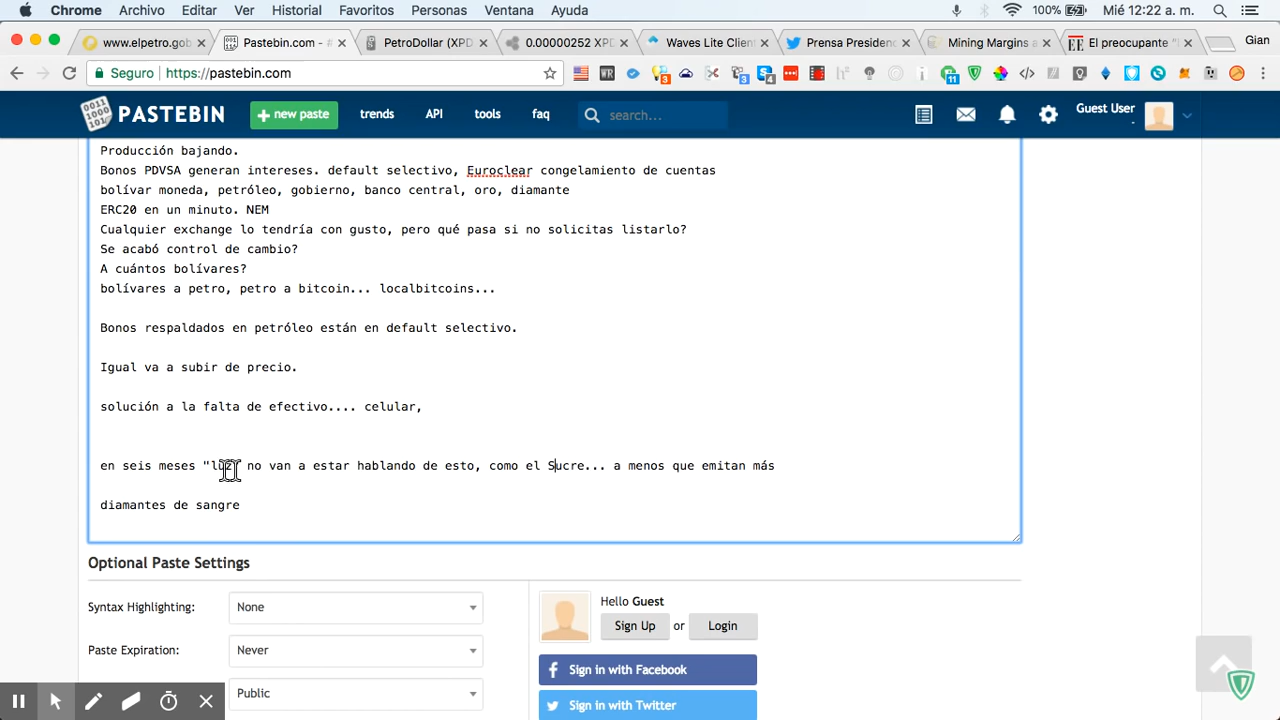 Chrome Archivo Editar Ver Historial Favoritos Personas Ventana Ayuda 100% Mié 12:22 a. m.
www.elpetro.gob Pastebin.com - # PetroDollar (XPD 0.00000252 XPD Waves Lite Clien Prensa Presiden Mining Margins a El preocupante " Gian
Seguro https://pastebin.com
PASTEBIN new paste trends API tools faq search... Guest User
Producción bajando.
Bonos PDVSA generan intereses. default selectivo, Euroclear congelamiento de cuentas
bolívar moneda, petróleo, gobierno, banco central, oro, diamante
ERC20 en un minuto. NEM
Cualquier exchange lo tendría con gusto, pero qué pasa si no solicitas listarlo?
Se acabó control de cambio?
A cuántos bolívares?
bolívares a petro, petro a bitcoin... localbitcoins...
Bonos respaldados en petróleo están en default selectivo.
Igual va a subir de precio.
solución a la falta de efectivo.... celular,
en seis meses "luz" no van a estar hablando de esto, como el Sucre... a menos que emitan más
diamantes de sangre
Optional Paste Settings
Syntax Highlighting: None
Hello Guest
Sign Up or Login
Paste Expiration: Never
Sign in with Facebook
Public
Sign in with Twitter